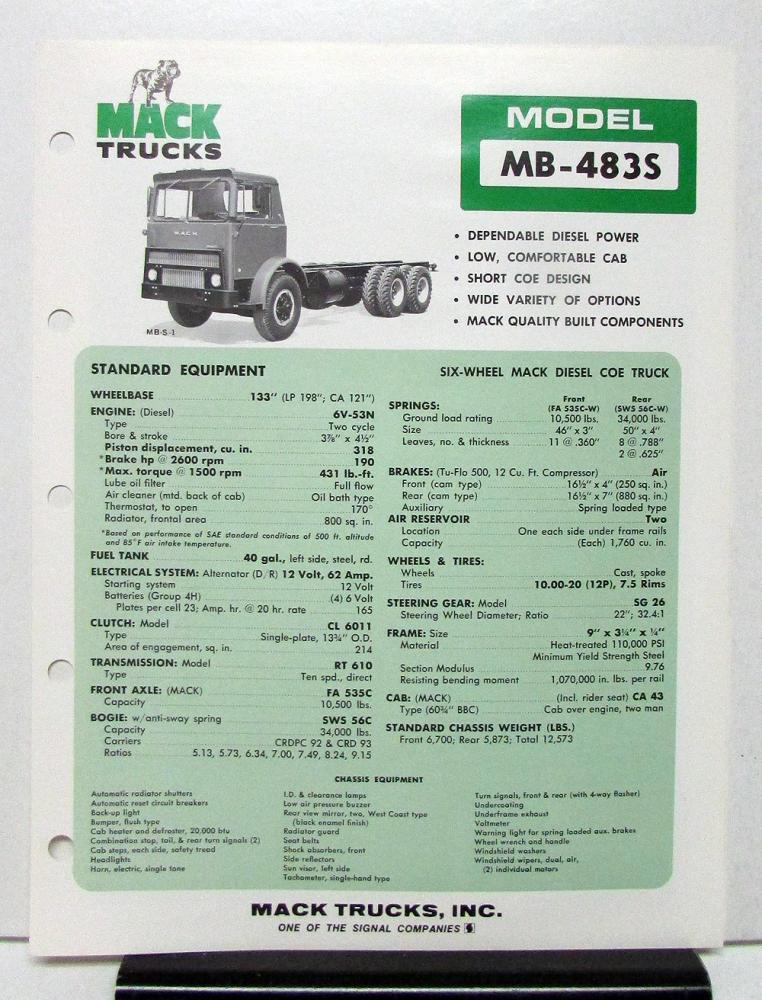 MACK
TRUCKS
MODEL
MB-483S
MACK
MB-S-1
• DEPENDABLE DIESEL POWER
• LOW, COMFORTABLE CAB
• SHORT COE DESIGN
• WIDE VARIETY OF OPTIONS
• MACK QUALITY BUILT COMPONENTS
STANDARD EQUIPMENT
SIX-WHEEL MACK DIESEL COE TRUCK
WHEELBASE 133" (LP 198"; CA 121")
ENGINE: (Diesel) 6V-53N
Type Two cycle
Bore & stroke 3⅞" x 4½"
Piston displacement, cu. in. 318
*Brake hp @ 2600 rpm 190
*Max. torque @ 1500 rpm 431 lb.-ft.
Lube oil filter Full flow
Air cleaner (mtd. back of cab) Oil bath type
Thermostat, to open 170°
Radiator, frontal area 800 sq. in.
*Based on performance of SAE standard conditions of 500 ft. altitude
and 85°F air intake temperature.
FUEL TANK 40 gal., left side, steel, rd.
ELECTRICAL SYSTEM: Alternator (D/R) 12 Volt, 62 Amp.
Starting system 12 Volt
Batteries (Group 4H) (4) 6 Volt
Plates per cell 23; Amp. hr. @ 20 hr. rate 165
CLUTCH: Model CL 6011
Type Single-plate, 13¾" O.D.
Area of engagement, sq. in. 214
TRANSMISSION: Model RT 610
Type Ten spd., direct
FRONT AXLE: (MACK) FA 535C
Capacity 10,500 lbs.
BOGIE: w/anti-sway spring SWS 56C
Capacity 34,000 lbs.
Carriers CRDPC 92 & CRD 93
Ratios 5.13, 5.73, 6.34, 7.00, 7.49, 8.24, 9.15
Front Rear
SPRINGS: (FA 535C-W) (SWS 56C-W)
Ground load rating 10,500 lbs. 34,000 lbs.
Size 46" x 3" 50" x 4"
Leaves, no. & thickness 11 @ .360" 8 @ .788"
2 @ .625"
BRAKES: (Tu-Flo 500, 12 Cu. Ft. Compressor) Air
Front (cam type) 16½" x 4" (250 sq. in.)
Rear (cam type) 16½" x 7" (880 sq. in.)
Auxiliary Spring loaded type
AIR RESERVOIR Two
Location One each side under frame rails
Capacity (Each) 1,760 cu. in.
WHEELS & TIRES:
Wheels Cast, spoke
Tires 10.00-20 (12P), 7.5 Rims
STEERING GEAR: Model SG 26
Steering Wheel Diameter; Ratio 22"; 32.4:1
FRAME: Size 9" x 3¼" x ¼"
Material Heat-treated 110,000 PSI
Minimum Yield Strength Steel
Section Modulus 9.76
Resisting bending moment 1,070,000 in. lbs. per rail
CAB: (MACK) (Incl. rider seat) CA 43
Type (60¾" BBC) Cab over engine, two man
STANDARD CHASSIS WEIGHT (LBS.)
Front 6,700; Rear 5,873; Total 12,573
CHASSIS EQUIPMENT
Automatic radiator shutters
Automatic reset circuit breakers
Back-up light
Bumper, flush type
Cab heater and defroster, 20,000 btu
Combination stop, tail, & rear turn signals (2)
Cab steps, each side, safety tread
Headlights
Horn, electric, single tone
I.D. & clearance lamps
Low air pressure buzzer
Rear view mirror, two, West Coast type
(black enamel finish)
Radiator guard
Seat belts
Shock absorbers, front
Side reflectors
Sun visor, left side
Tachometer, single-hand type
Turn signals, front & rear (with 4-way flasher)
Undercoating
Underframe exhaust
Voltmeter
Warning light for spring loaded aux. brakes
Wheel wrench and handle
Windshield washers
Windshield wipers, dual, air,
(2) individual motors
MACK TRUCKS, INC.
ONE OF THE SIGNAL COMPANIES